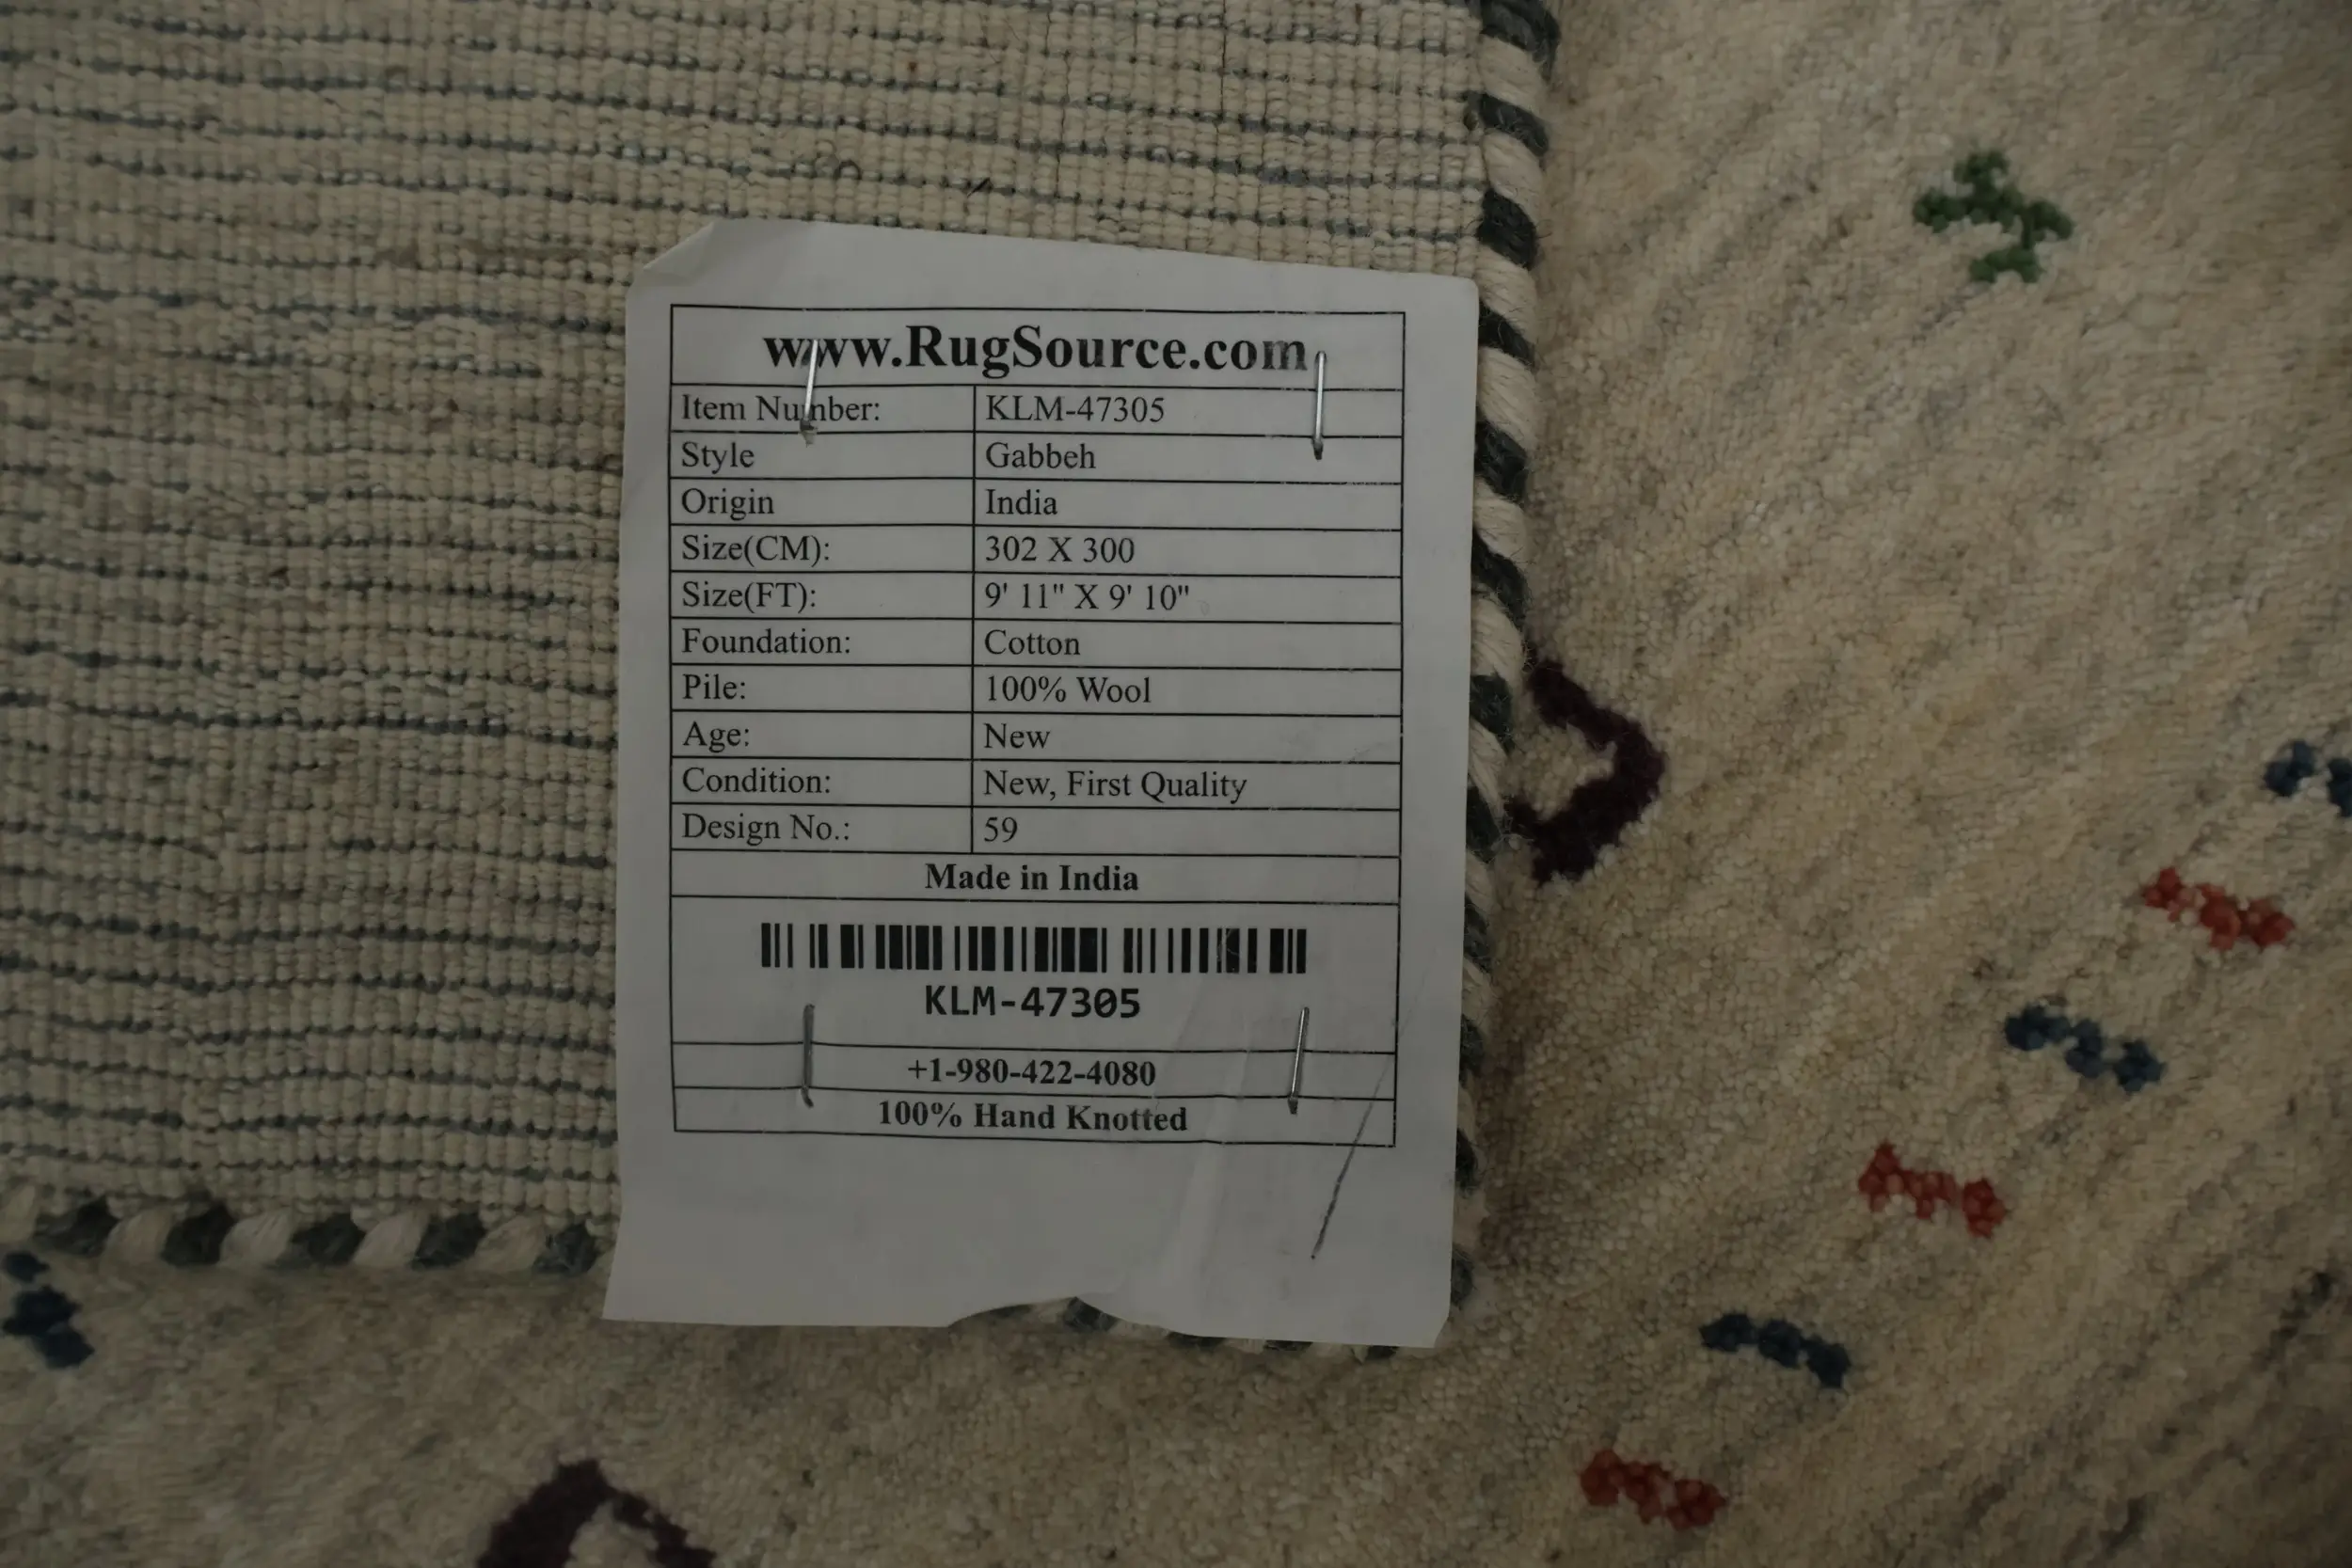 www.RugSource.com
Item Number: KLM-47305
Style Gabbeh
Origin India
Size(CM): 302 X 300
Size(FT): 9' 11" X 9' 10"
Foundation: Cotton
Pile: 100% Wool
Age: New
Condition: New, First Quality
Design No.: 59
Made in India
KLM-47305
+1-980-422-4080
100% Hand Knotted